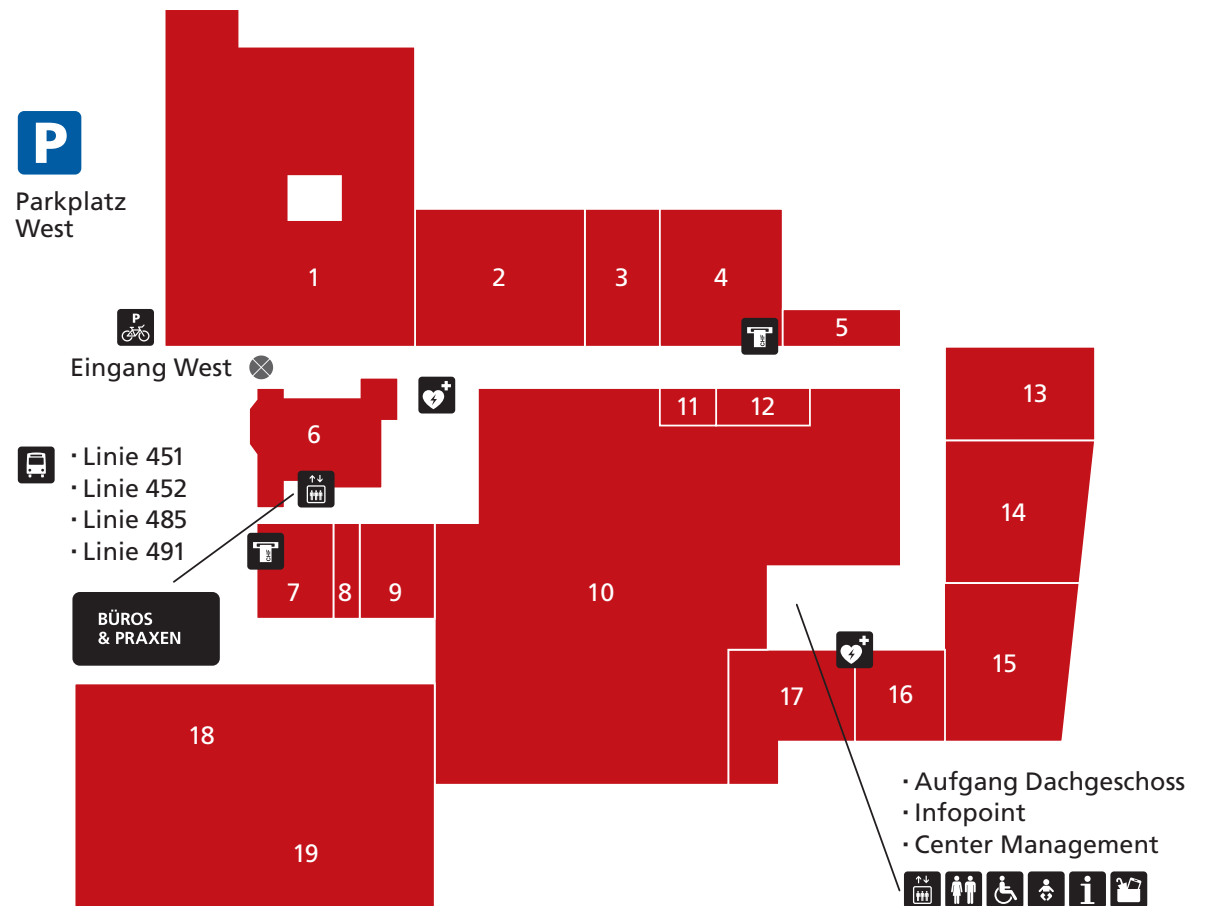 P
Parkplatz
West
1
2
3
4
5
P
CHF
Eingang West
13
11
12
6
· Linie 451
· Linie 452
· Linie 485
· Linie 491
14
CHF
7
8
9
10
BÜROS
& PRAXEN
15
17
16
18
19
· Aufgang Dachgeschoss
· Infopoint
· Center Management
i